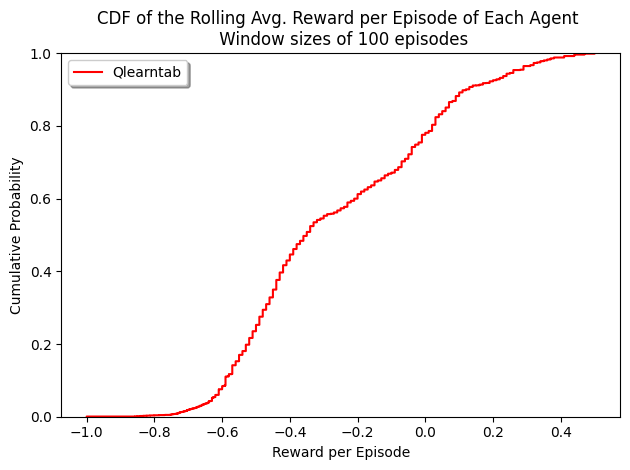 CDF of the Rolling Avg. Reward per Episode of Each Agent
Window sizes of 100 episodes
Qlearntab
1.0
0.8
0.6
0.4
0.2
0.0
Cumulative Probability
−1.0 −0.8 −0.6 −0.4 −0.2 0.0 0.2 0.4
Reward per Episode